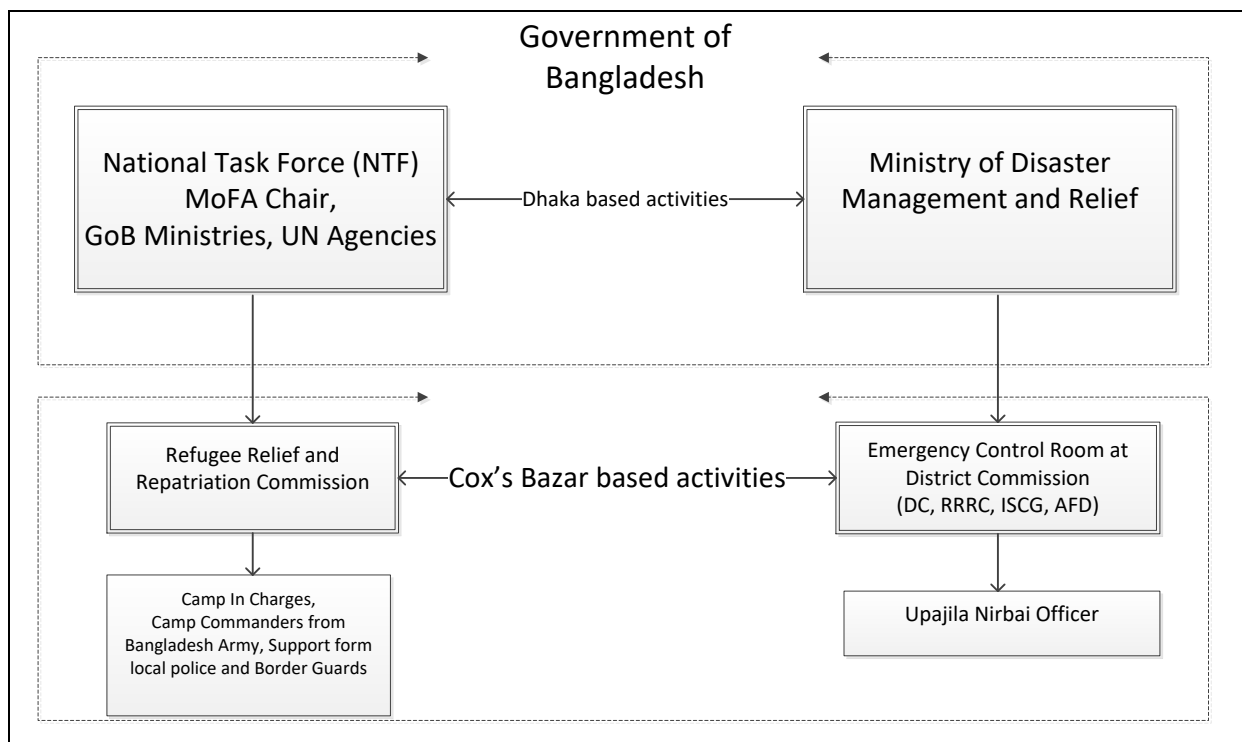 Government of
Bangladesh
National Task Force (NTF)
MoFA Chair,
GoB Ministries, UN Agencies
Dhaka based activities
Ministry of Disaster
Management and Relief
Refugee Relief and
Repatriation Commission
Cox's Bazar based activities
Emergency Control Room at
District Commission
(DC, RRRC, ISCG, AFD)
Camp In Charges,
Camp Commanders from
Bangladesh Army, Support form
local police and Border Guards
Upajila Nirbai Officer